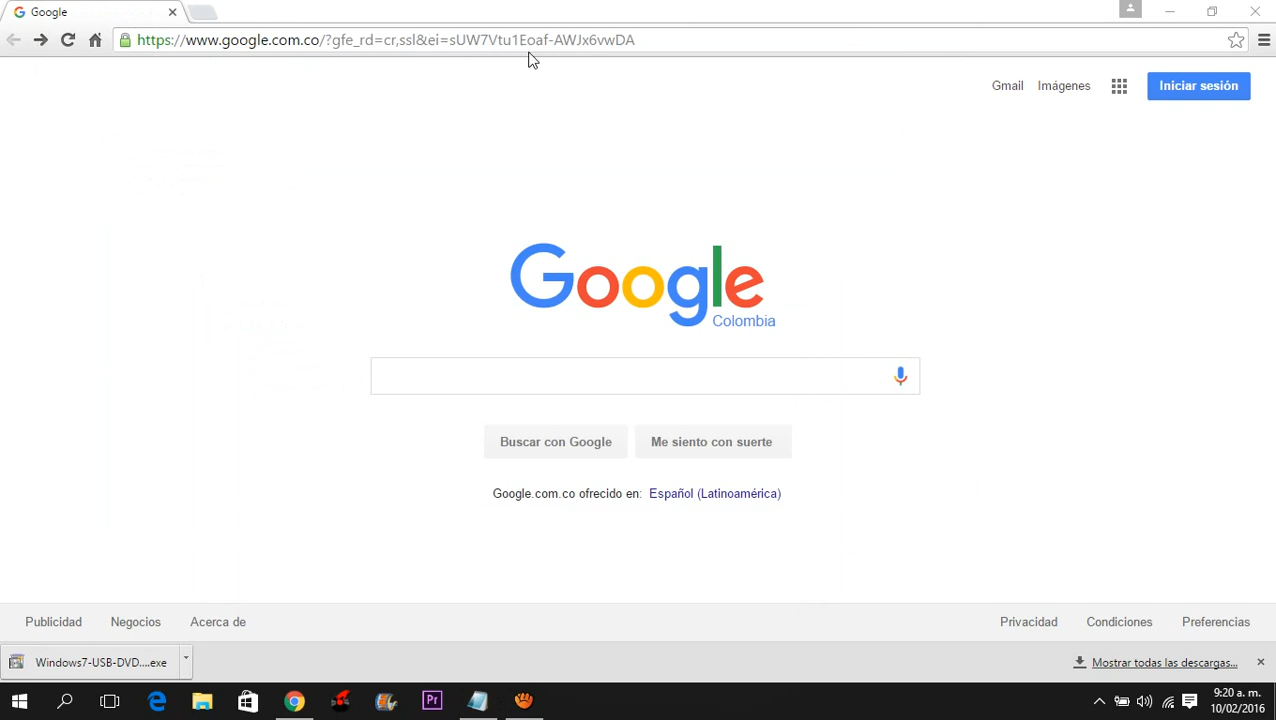 Google
https://www.google.com.co/?gfe_rd=cr,ssl&ei=sUW7Vtu1Eoaf-AWJx6vwDA
Gmail Imágenes Iniciar sesión
Google
Colombia
Buscar con Google Me siento con suerte
Google.com.co ofrecido en: Español (Latinoamérica)
Publicidad Negocios Acerca de Privacidad Condiciones Preferencias
Windows7-USB-DVD....exe Mostrar todas las descargas...
Pr
9:20 a. m.
10/02/2016